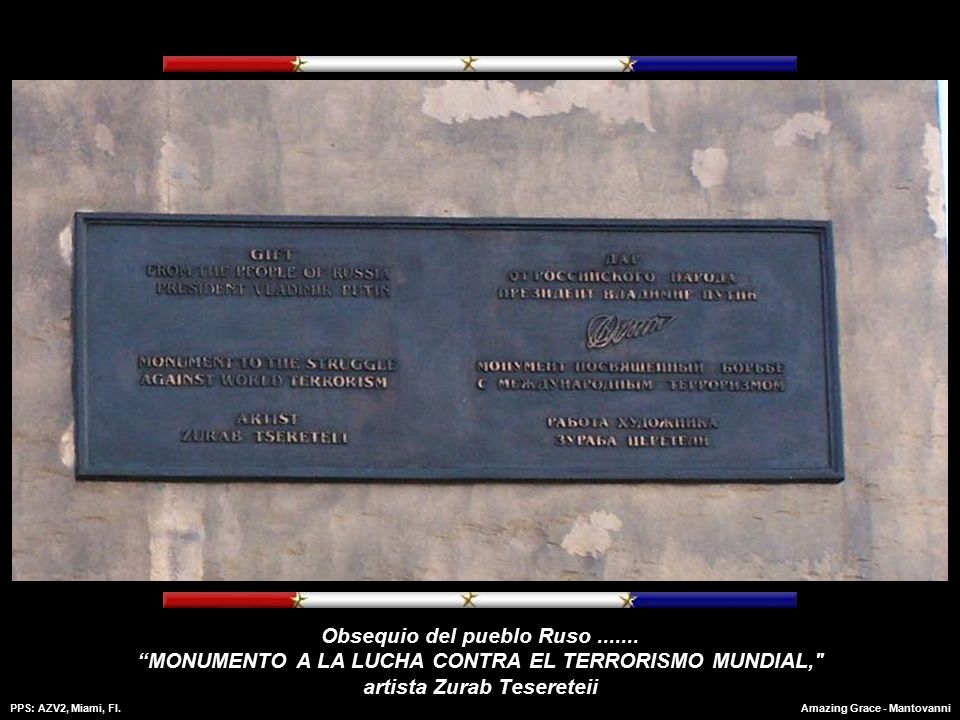 GIFT
FROM THE PEOPLE OF RUSSIA
PRESIDENT VLADIMIR PUTIN
MONUMENT TO THE STRUGGLE
AGAINST WORLD TERRORISM
ARTIST
ZURAB TSERETELI
ДАР
ОТ РОССИЙСКОГО НАРОДА
ПРЕЗИДЕНТ ВЛАДИМИР ПУТИН
МОНУМЕНТ ПОСВЯЩЕННЫЙ БОРЬБЕ
С МЕЖДУНАРОДНЫМ ТЕРРОРИЗМОМ
РАБОТА ХУДОЖНИКА
ЗУРАБА ЦЕРЕТЕЛИ
Obsequio del pueblo Ruso .......
“MONUMENTO A LA LUCHA CONTRA EL TERRORISMO MUNDIAL,"
artista Zurab Tesereteii
PPS: AZV2, Miami, Fl.
Amazing Grace - Mantovanni